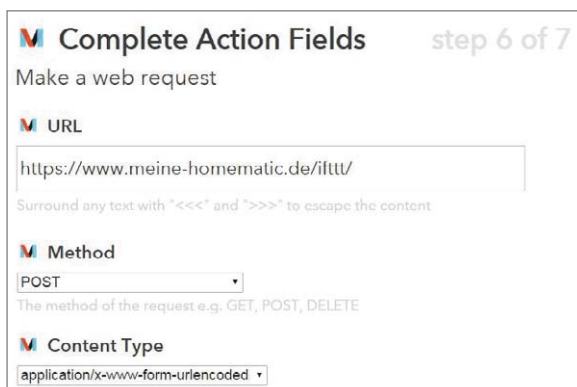 Complete Action Fields step 6 of 7
Make a web request
URL
https://www.meine-homematic.de/ifttt/
Surround any text with "<<<" and ">>>" to escape the content
Method
POST
The method of the request e.g. GET, POST, DELETE
Content Type
application/x-www-form-urlencoded